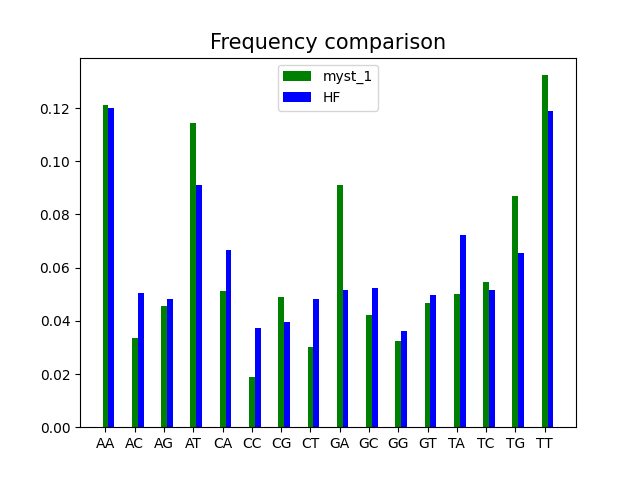 Frequency comparison
myst_1
HF
0.12
0.10
0.08
0.06
0.04
0.02
0.00
AA AC AG AT CA CC CG CT GA GC GG GT TA TC TG TT